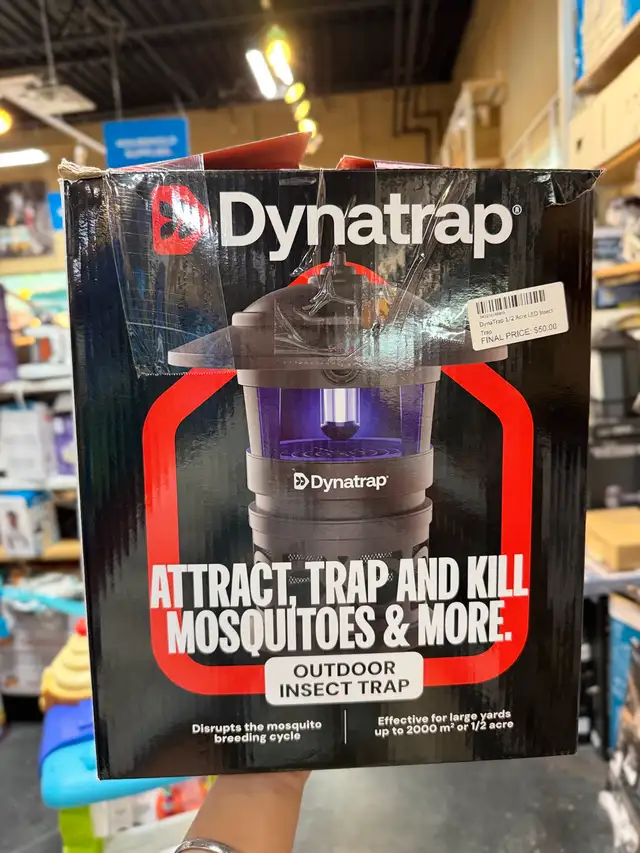 Dynatrap®
DynaTrap 1/2 Acre LED Insect
Trap
FINAL PRICE: $50.00
Dynatrap
ATTRACT, TRAP AND KILL
MOSQUITOES & MORE.
OUTDOOR
INSECT TRAP
Disrupts the mosquito
breeding cycle
Effective for large yards
up to 2000 m² or 1/2 acre